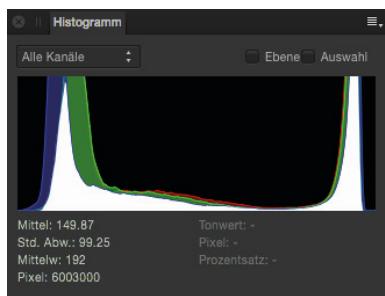 Histogramm
Alle Kanäle
Ebene Auswahl
Mittel: 149.87
Std. Abw.: 99.25
Mittelw: 192
Pixel: 6003000
Tonwert: -
Pixel: -
Prozentsatz: -